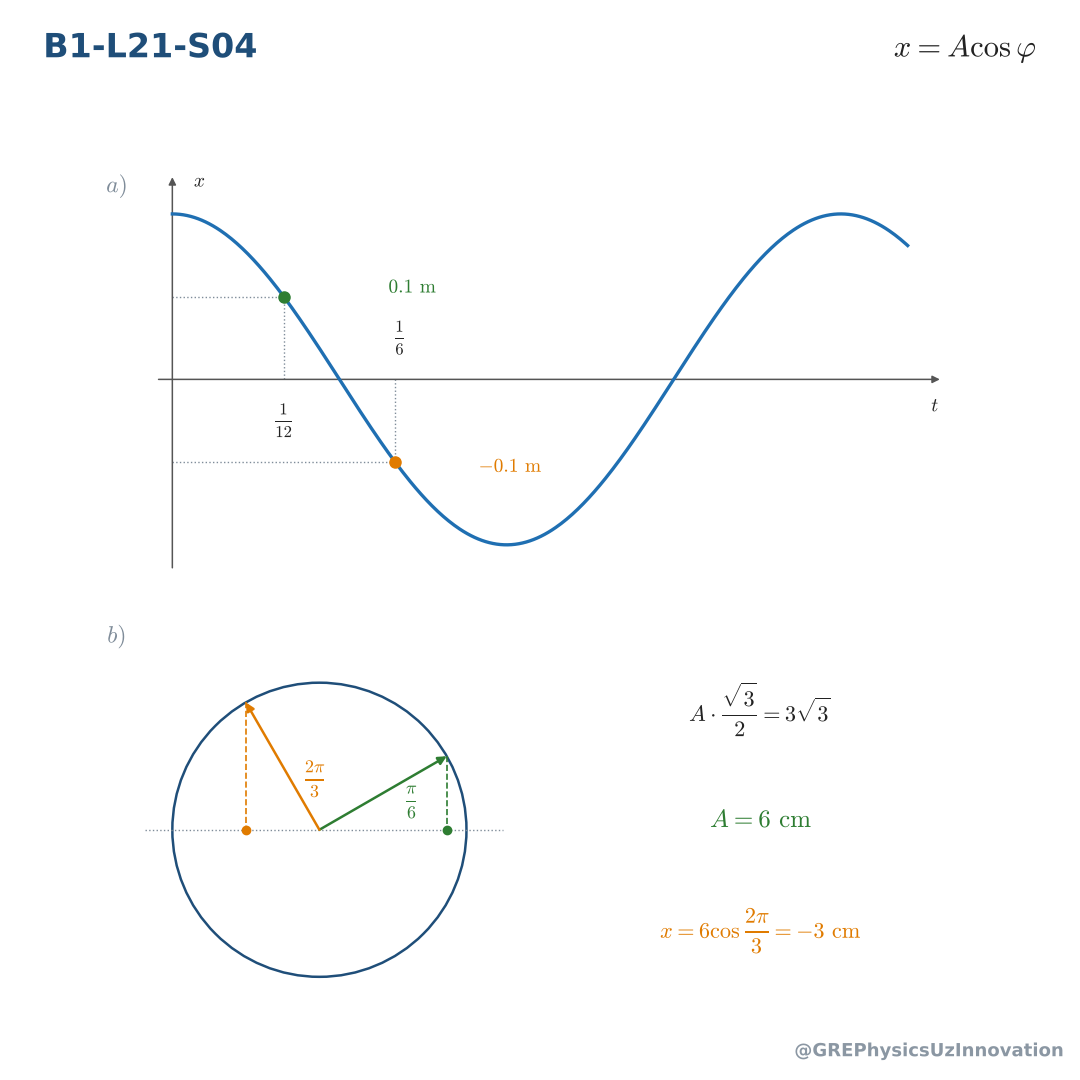 B1-L21-S04
x = A cos φ
a)
x
0.1 m
1/6
t
1/12
−0.1 m
b)
A · √3/2 = 3√3
2π/3
π/6
A = 6 cm
x = 6 cos 2π/3 = −3 cm
@GREPhysicsUzInnovation